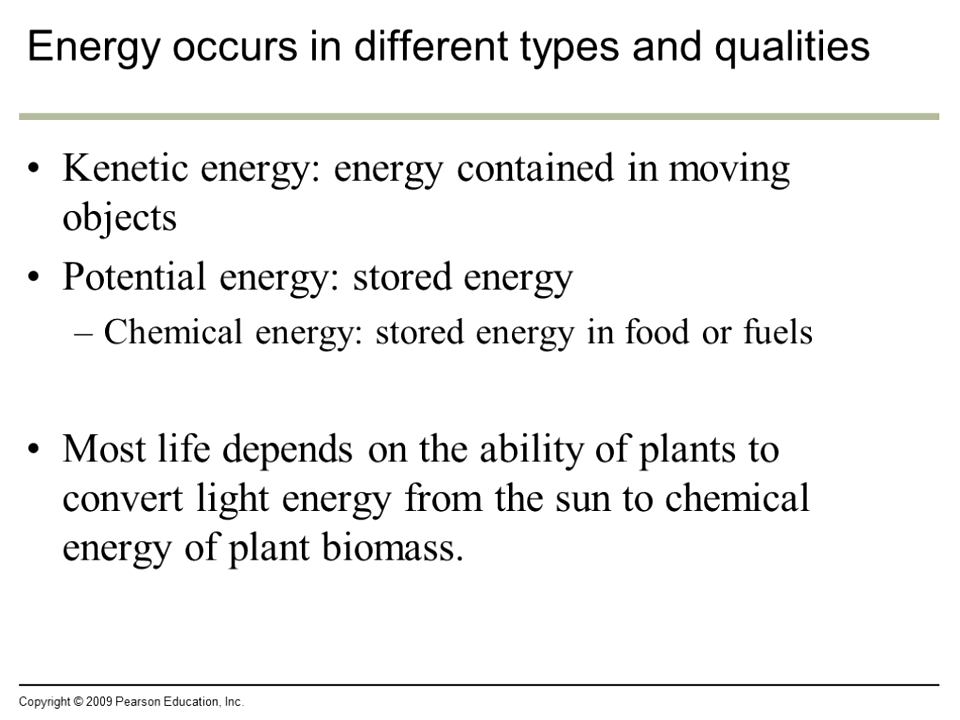 Energy occurs in different types and qualities
• Kenetic energy: energy contained in moving
objects
• Potential energy: stored energy
– Chemical energy: stored energy in food or fuels
• Most life depends on the ability of plants to
convert light energy from the sun to chemical
energy of plant biomass.
Copyright © 2009 Pearson Education, Inc.